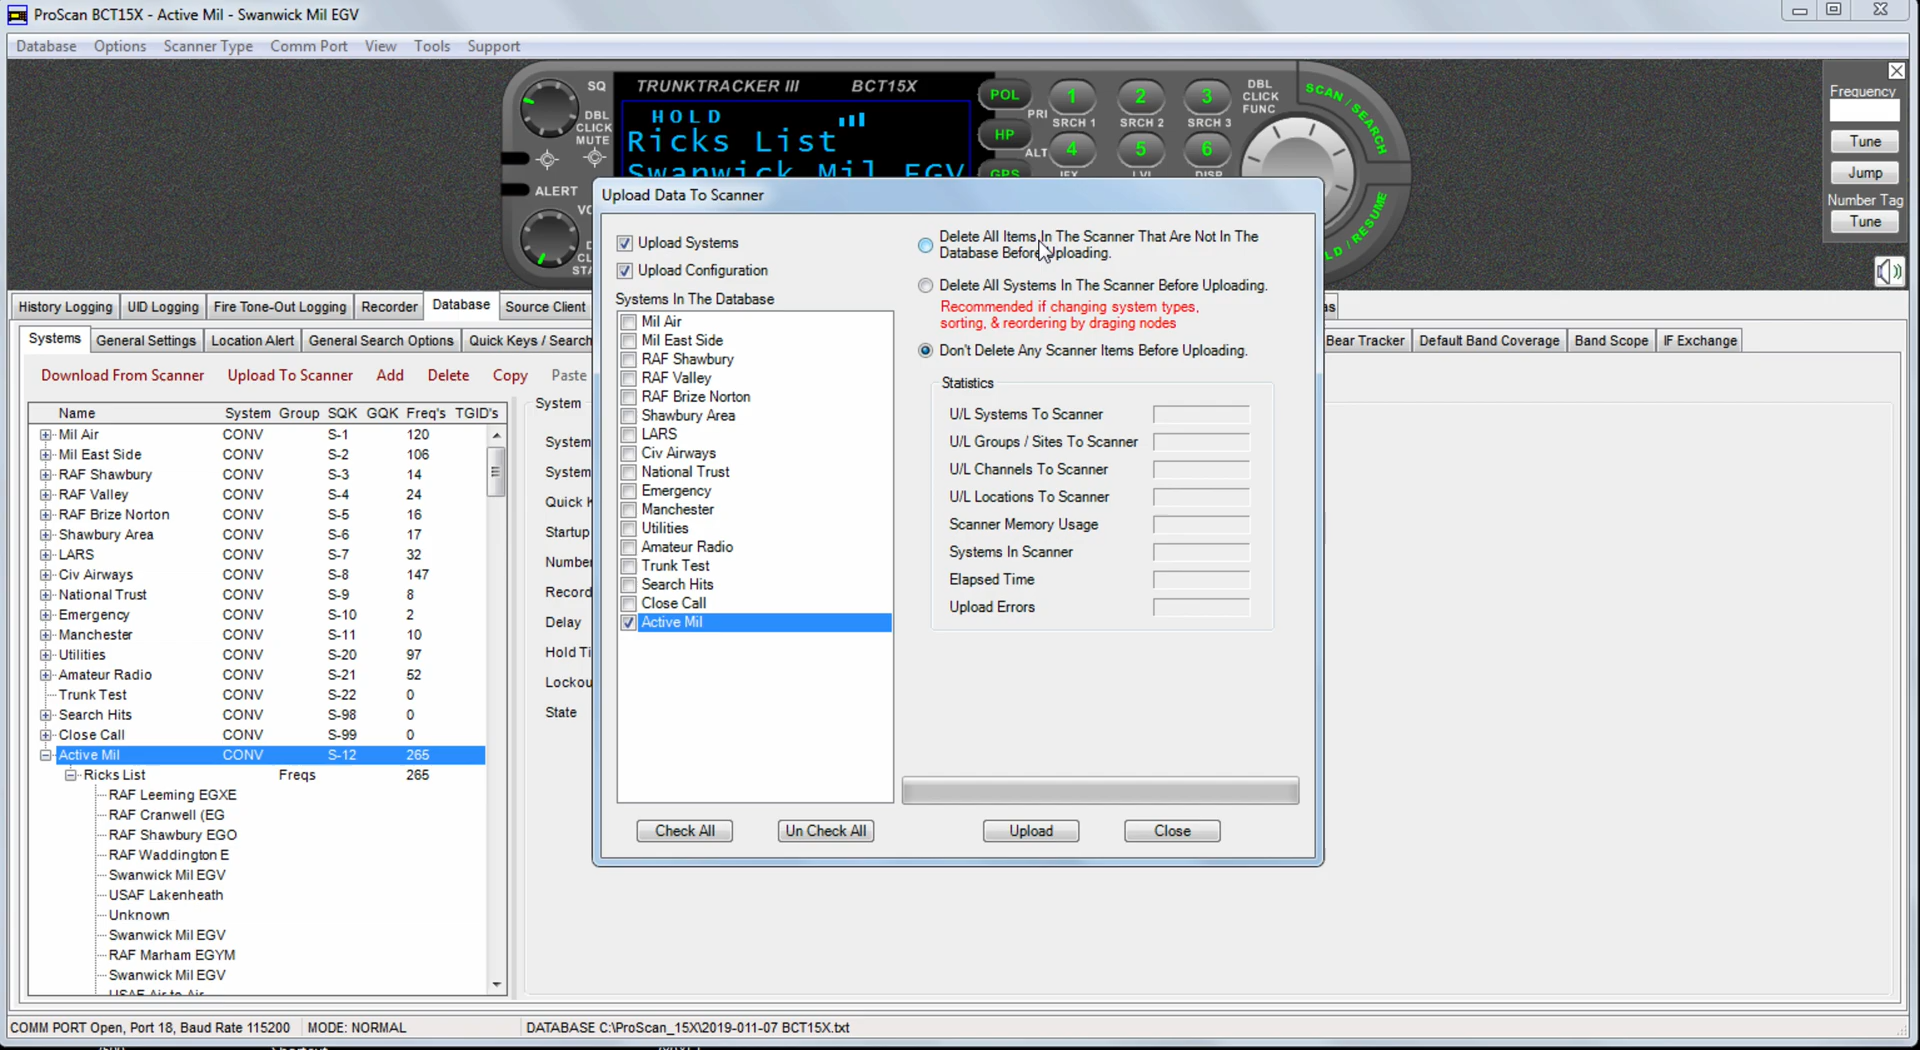 ProScan BCT15X - Active Mil - Swanwick Mil EGV
Database Options Scanner Type Comm Port View Tools Support
SQ
DBL
CLICK
MUTE
ALERT
TRUNKTRACKER III BCT15X
HOLD
Ricks List
Swanwick Mil EGV
POL
HP
GPS
PRI
ALT
1 2 3
SRCH 1 SRCH 2 SRCH 3
4 5 6
DBL
CLICK
FUNC
SCAN / SEARCH
LD / RESUME
Frequency
Tune
Jump
Number Tag
Tune
History Logging UID Logging Fire Tone-Out Logging Recorder Database Source Client
Systems General Settings Location Alert General Search Options Quick Keys / Search
Bear Tracker Default Band Coverage Band Scope IF Exchange
Download From Scanner Upload To Scanner Add Delete Copy Paste
Name System Group SQK GQK Freq's TGID's
Mil Air CONV S-1 120
Mil East Side CONV S-2 106
RAF Shawbury CONV S-3 14
RAF Valley CONV S-4 24
RAF Brize Norton CONV S-5 16
Shawbury Area CONV S-6 17
LARS CONV S-7 32
Civ Airways CONV S-8 147
National Trust CONV S-9 8
Emergency CONV S-10 2
Manchester CONV S-11 10
Utilities CONV S-20 97
Amateur Radio CONV S-21 52
Trunk Test CONV S-22 0
Search Hits CONV S-98 0
Close Call CONV S-99 0
Active Mil CONV S-12 265
Ricks List Freqs 265
RAF Leeming EGXE
RAF Cranwell (EG
RAF Shawbury EGO
RAF Waddington E
Swanwick Mil EGV
USAF Lakenheath
Unknown
Swanwick Mil EGV
RAF Marham EGYM
Swanwick Mil EGV
USAF Air to Air
System
System
System
Quick K
Startup
Number
Record
Delay
Hold Ti
Lockou
State
Upload Data To Scanner
Upload Systems
Upload Configuration
Systems In The Database
Mil Air
Mil East Side
RAF Shawbury
RAF Valley
RAF Brize Norton
Shawbury Area
LARS
Civ Airways
National Trust
Emergency
Manchester
Utilities
Amateur Radio
Trunk Test
Search Hits
Close Call
Active Mil
Delete All Items In The Scanner That Are Not In The
Database Before Uploading.
Delete All Systems In The Scanner Before Uploading.
Recommended if changing system types,
sorting, & reordering by draging nodes
Don't Delete Any Scanner Items Before Uploading.
Statistics
U/L Systems To Scanner
U/L Groups / Sites To Scanner
U/L Channels To Scanner
U/L Locations To Scanner
Scanner Memory Usage
Systems In Scanner
Elapsed Time
Upload Errors
Check All Un Check All Upload Close
COMM PORT Open, Port 18, Baud Rate 115200 MODE: NORMAL DATABASE C:\ProScan_15X\2019-011-07 BCT15X.txt